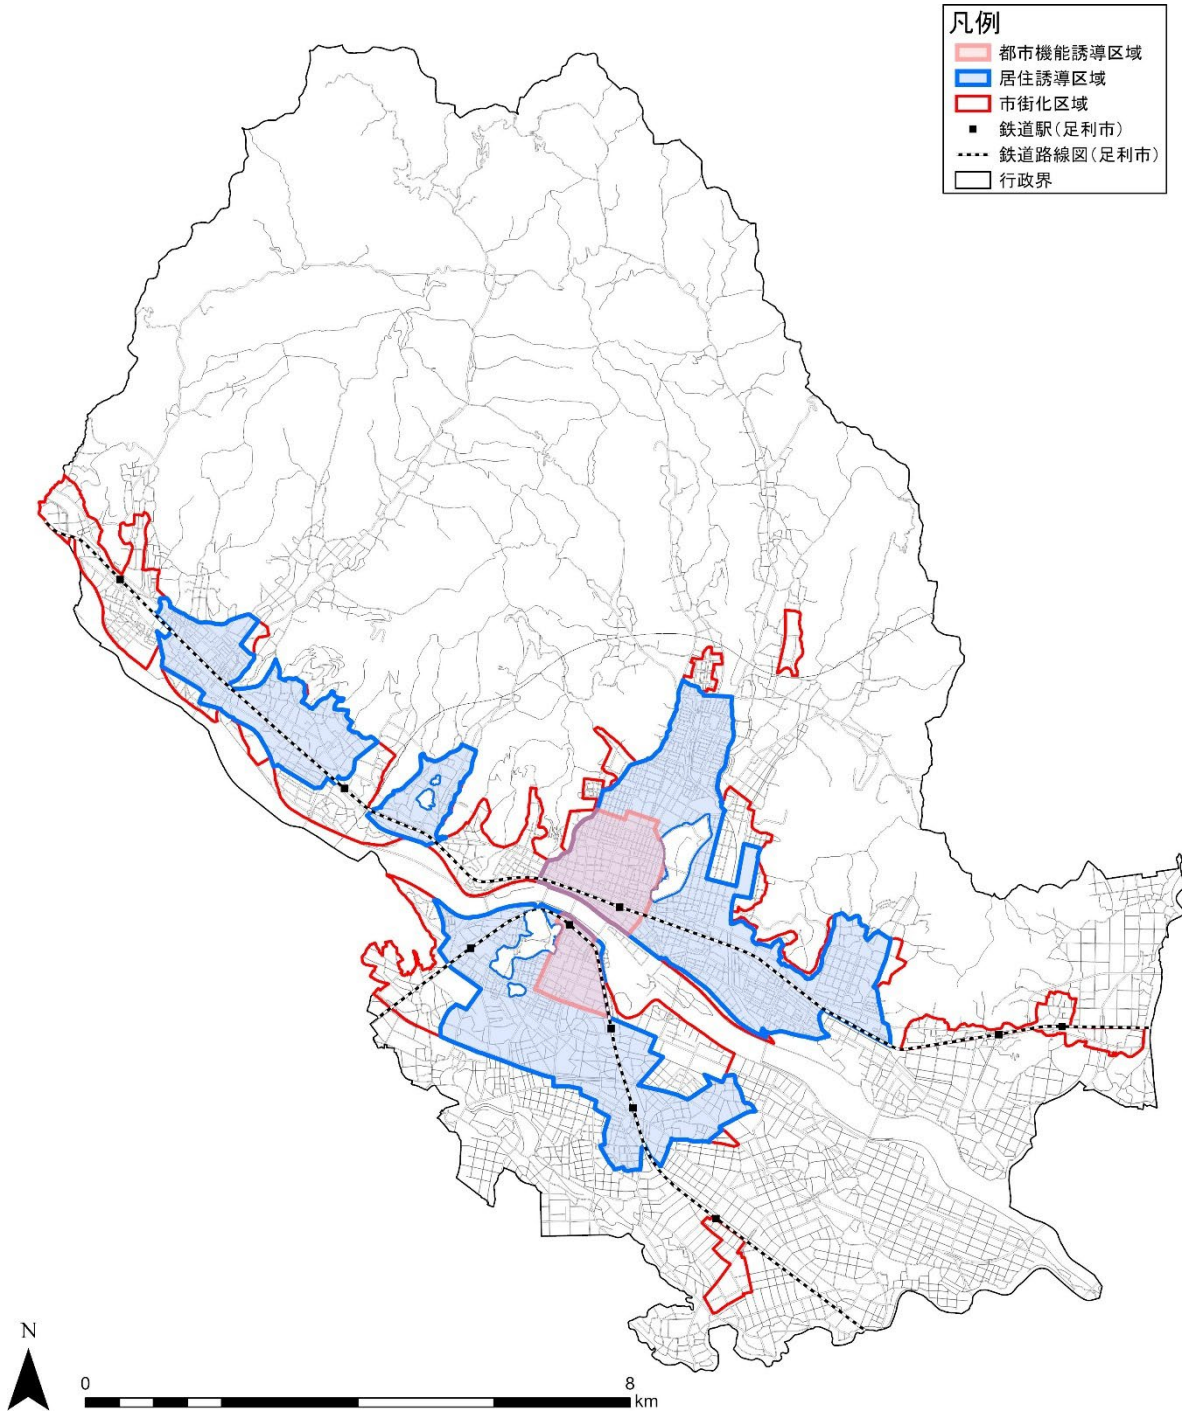 凡例
都市機能誘導区域
居住誘導区域
市街化区域
鉄道駅(足利市)
鉄道路線図(足利市)
行政界
N
0 8
km